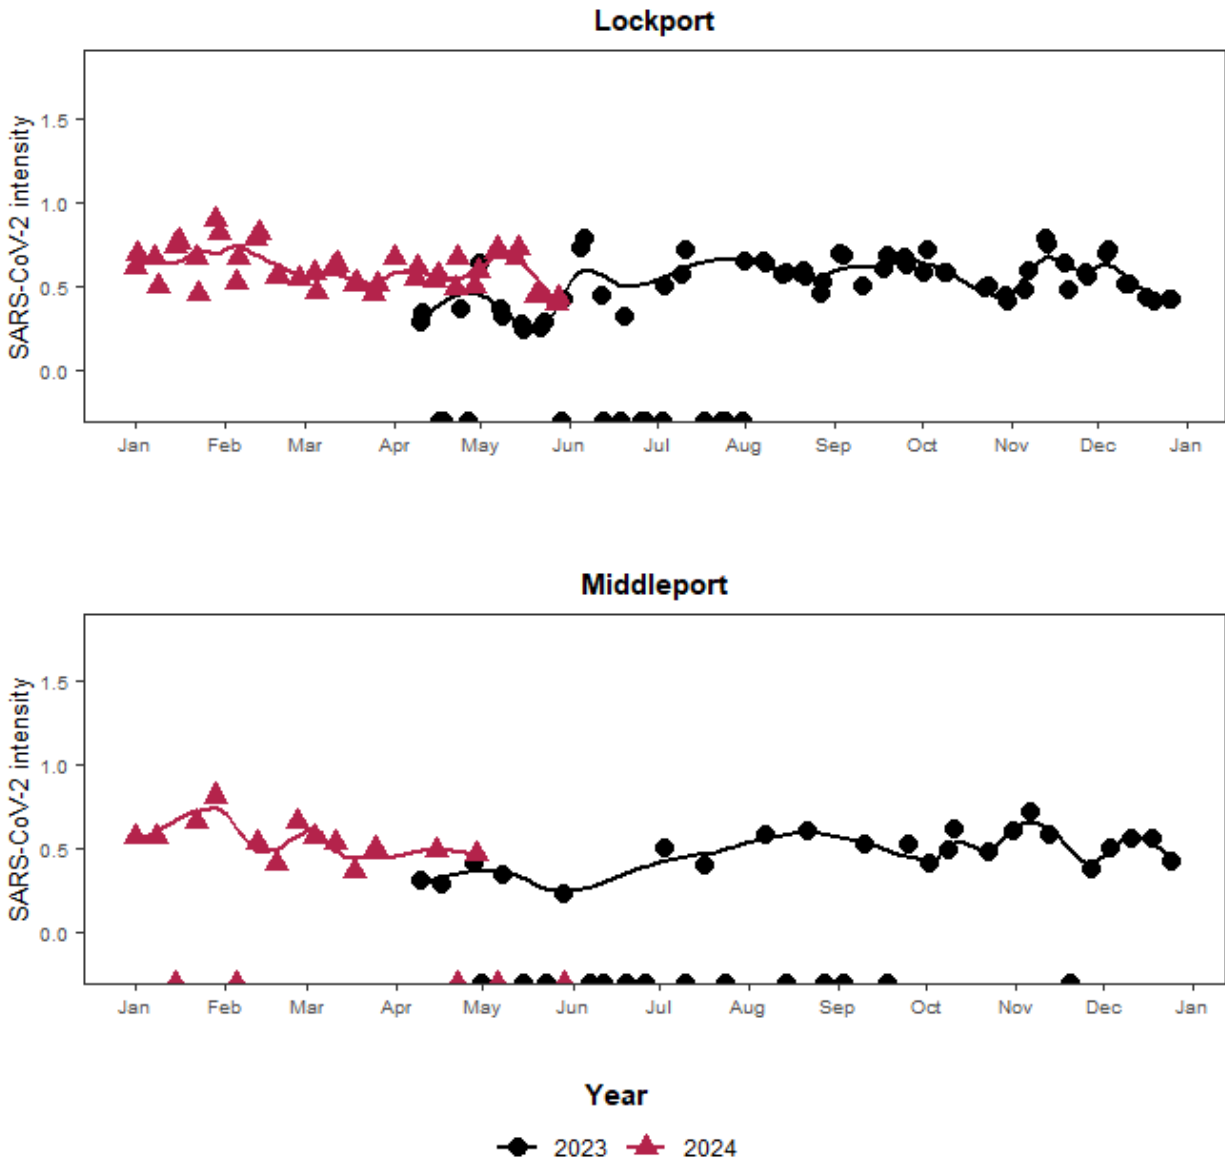 Lockport
SARS-CoV-2 intensity
1.5
1.0
0.5
0.0
Jan Feb Mar Apr May Jun Jul Aug Sep Oct Nov Dec Jan
Middleport
SARS-CoV-2 intensity
1.5
1.0
0.5
0.0
Jan Feb Mar Apr May Jun Jul Aug Sep Oct Nov Dec Jan
Year
2023 2024